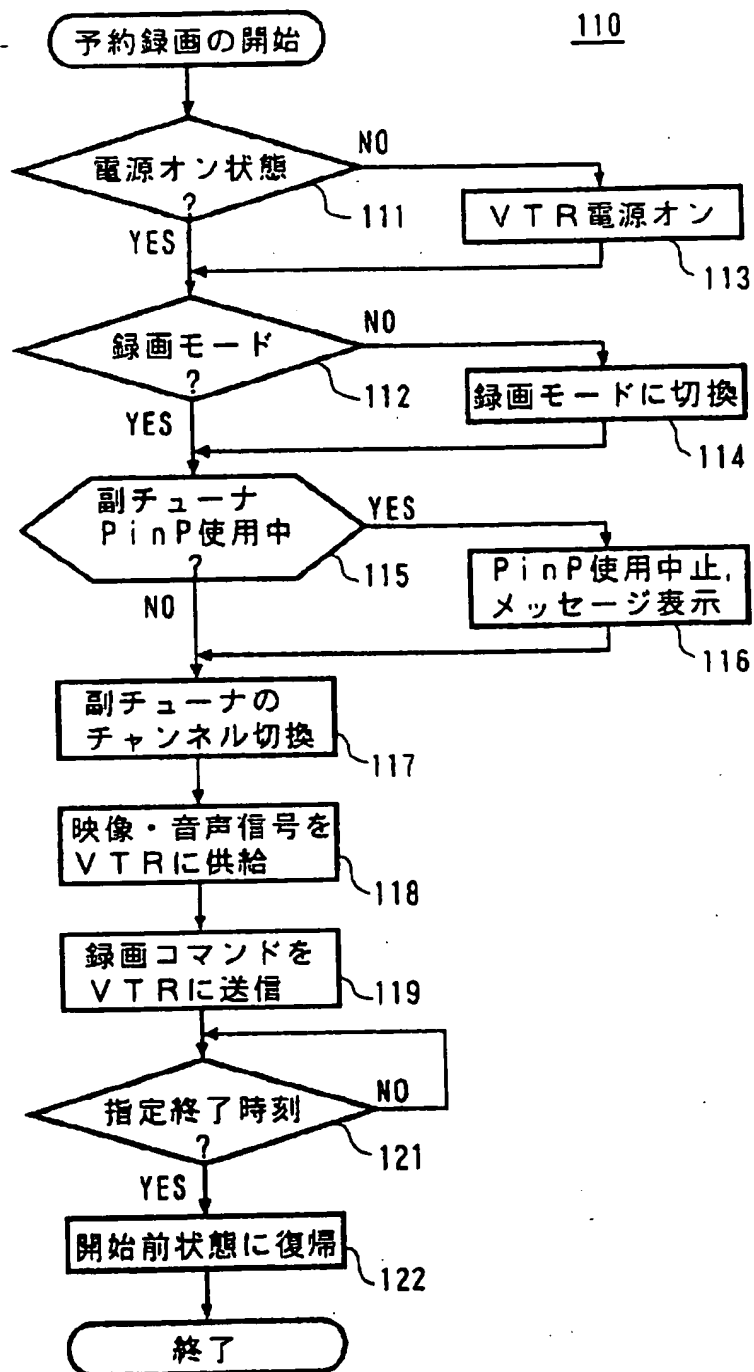 110
予約録画の開始
電源オン状態
?
NO
YES
111
VTR電源オン
113
録画モード
?
NO
YES
112
録画モードに切換
114
副チューナ
PinP使用中
?
YES
NO
115
PinP使用中止,
メッセージ表示
116
副チューナの
チャンネル切換
117
映像・音声信号を
VTRに供給
118
録画コマンドを
VTRに送信
119
指定終了時刻
?
NO
YES
121
開始前状態に復帰
122
終了